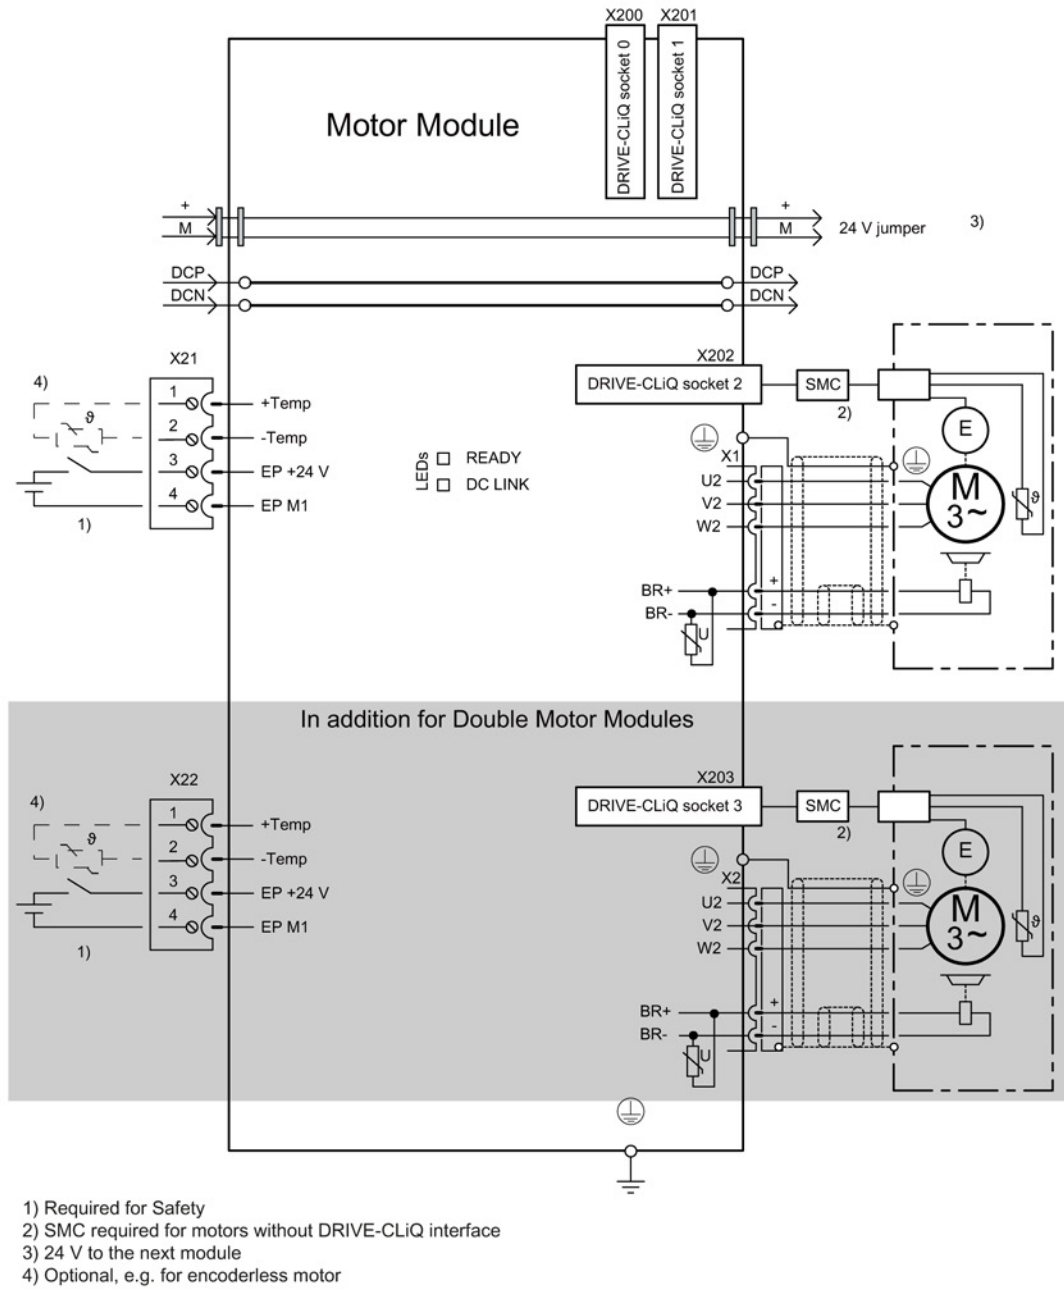 X200 X201
DRIVE-CLiQ socket 0
DRIVE-CLiQ socket 1
Motor Module
+ +
M M 24 V jumper 3)
DCP DCP
DCN DCN
X21
4)
1 +Temp
ϑ
2 -Temp
3 EP +24 V
4 EP M1
1)
LEDs
READY
DC LINK
X202
DRIVE-CLiQ socket 2 SMC
2)
E
X1
U2
V2
W2
M
3~
ϑ
BR+ +
BR- -
U
In addition for Double Motor Modules
X22
4)
1 +Temp
ϑ
2 -Temp
3 EP +24 V
4 EP M1
1)
X203
DRIVE-CLiQ socket 3 SMC
2)
E
X2
U2
V2
W2
M
3~
ϑ
BR+ +
BR- -
U
1) Required for Safety
2) SMC required for motors without DRIVE-CLiQ interface
3) 24 V to the next module
4) Optional, e.g. for encoderless motor